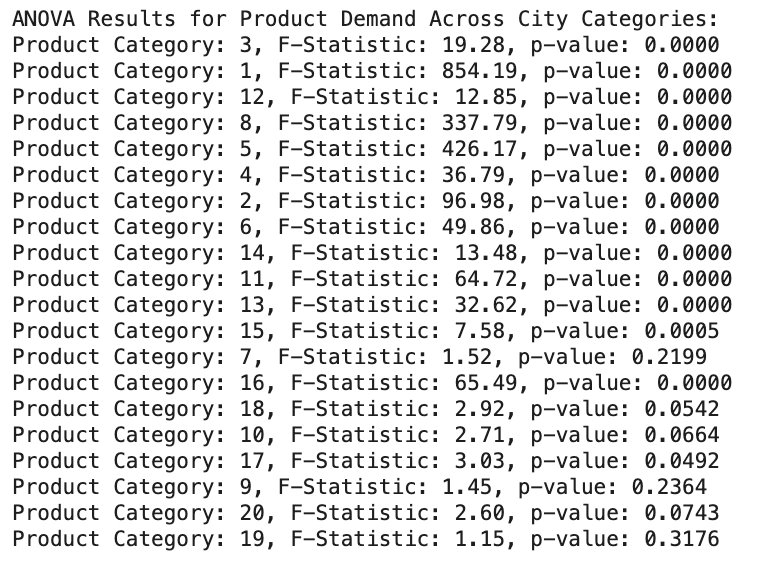 ANOVA Results for Product Demand Across City Categories:
Product Category: 3, F-Statistic: 19.28, p-value: 0.0000
Product Category: 1, F-Statistic: 854.19, p-value: 0.0000
Product Category: 12, F-Statistic: 12.85, p-value: 0.0000
Product Category: 8, F-Statistic: 337.79, p-value: 0.0000
Product Category: 5, F-Statistic: 426.17, p-value: 0.0000
Product Category: 4, F-Statistic: 36.79, p-value: 0.0000
Product Category: 2, F-Statistic: 96.98, p-value: 0.0000
Product Category: 6, F-Statistic: 49.86, p-value: 0.0000
Product Category: 14, F-Statistic: 13.48, p-value: 0.0000
Product Category: 11, F-Statistic: 64.72, p-value: 0.0000
Product Category: 13, F-Statistic: 32.62, p-value: 0.0000
Product Category: 15, F-Statistic: 7.58, p-value: 0.0005
Product Category: 7, F-Statistic: 1.52, p-value: 0.2199
Product Category: 16, F-Statistic: 65.49, p-value: 0.0000
Product Category: 18, F-Statistic: 2.92, p-value: 0.0542
Product Category: 10, F-Statistic: 2.71, p-value: 0.0664
Product Category: 17, F-Statistic: 3.03, p-value: 0.0492
Product Category: 9, F-Statistic: 1.45, p-value: 0.2364
Product Category: 20, F-Statistic: 2.60, p-value: 0.0743
Product Category: 19, F-Statistic: 1.15, p-value: 0.3176